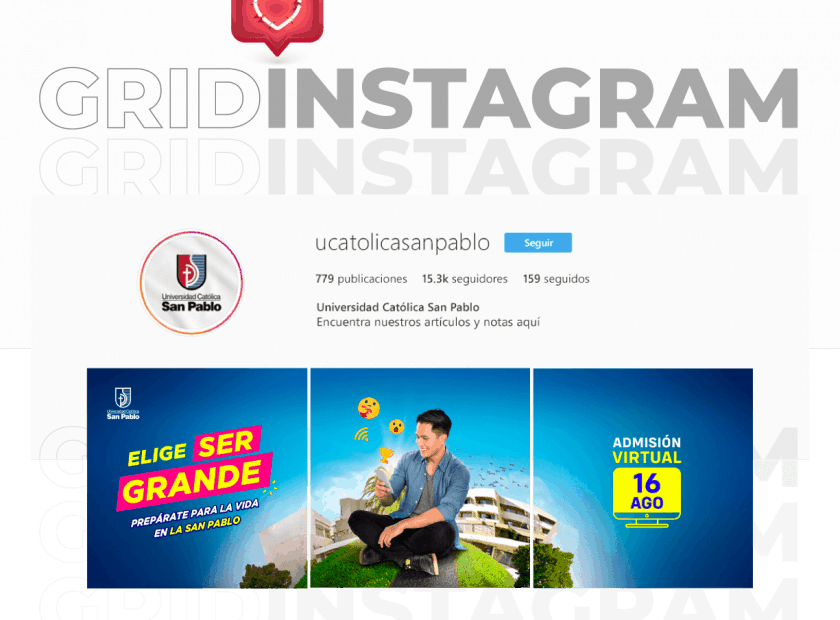 GRIDINSTAGRAM
GRIDINSTAGRAM
ucatolicasanpablo
Seguir
779 publicaciones 15.3k seguidores 159 seguidos
Universidad Católica San Pablo
Encuentra nuestros artículos y notas aquí
Universidad Católica
San Pablo
Universidad Católica
San Pablo
ELIGE SER
GRANDE
PREPÁRATE PARA LA VIDA
EN LA SAN PABLO
ADMISIÓN
VIRTUAL
16
AGO
GRIDINSTAGRAM